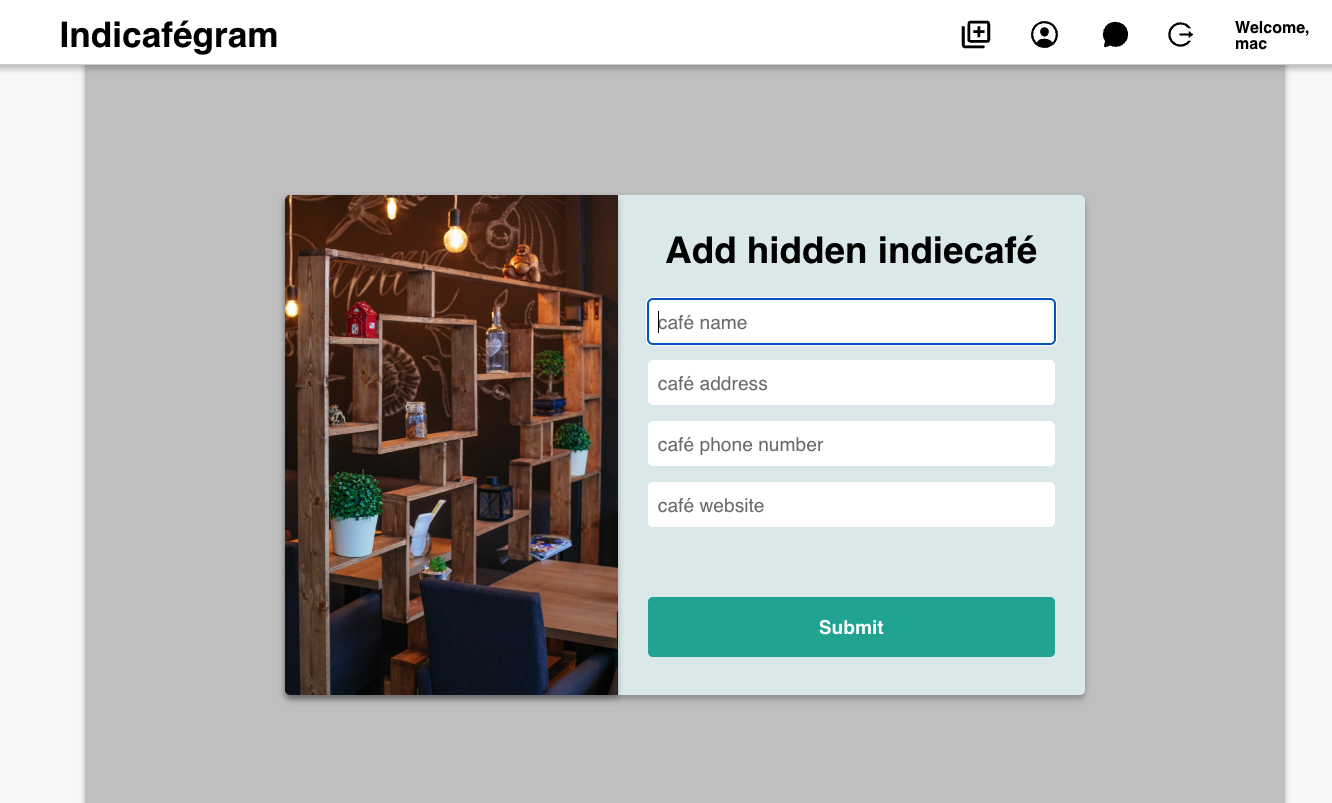 Indicafégram
Welcome,
mac
Add hidden indiecafé
café name
café address
café phone number
café website
Submit